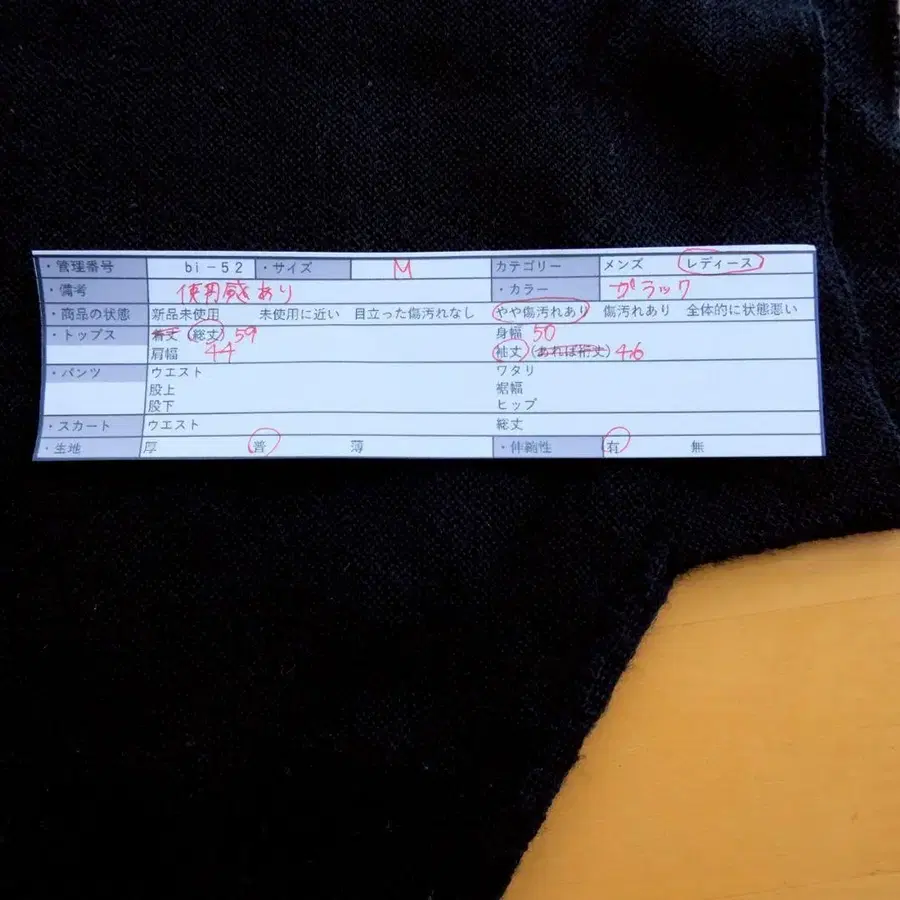 ・管理番号 bi-52 ・サイズ M カテゴリー メンズ レディース
・備考 使用感あり ・カラー ブラック
・商品の状態 新品未使用 未使用に近い 目立った傷汚れなし やや傷汚れあり 傷汚れあり 全体的に状態悪い
・トップス 着丈 (総丈) 59 身幅 50
肩幅 44 袖丈 (あれば裄丈) 46
・パンツ ウエスト ワタリ
股上 裾幅
股下 ヒップ
・スカート ウエスト 総丈
・生地 厚 普 薄 ・伸縮性 有 無